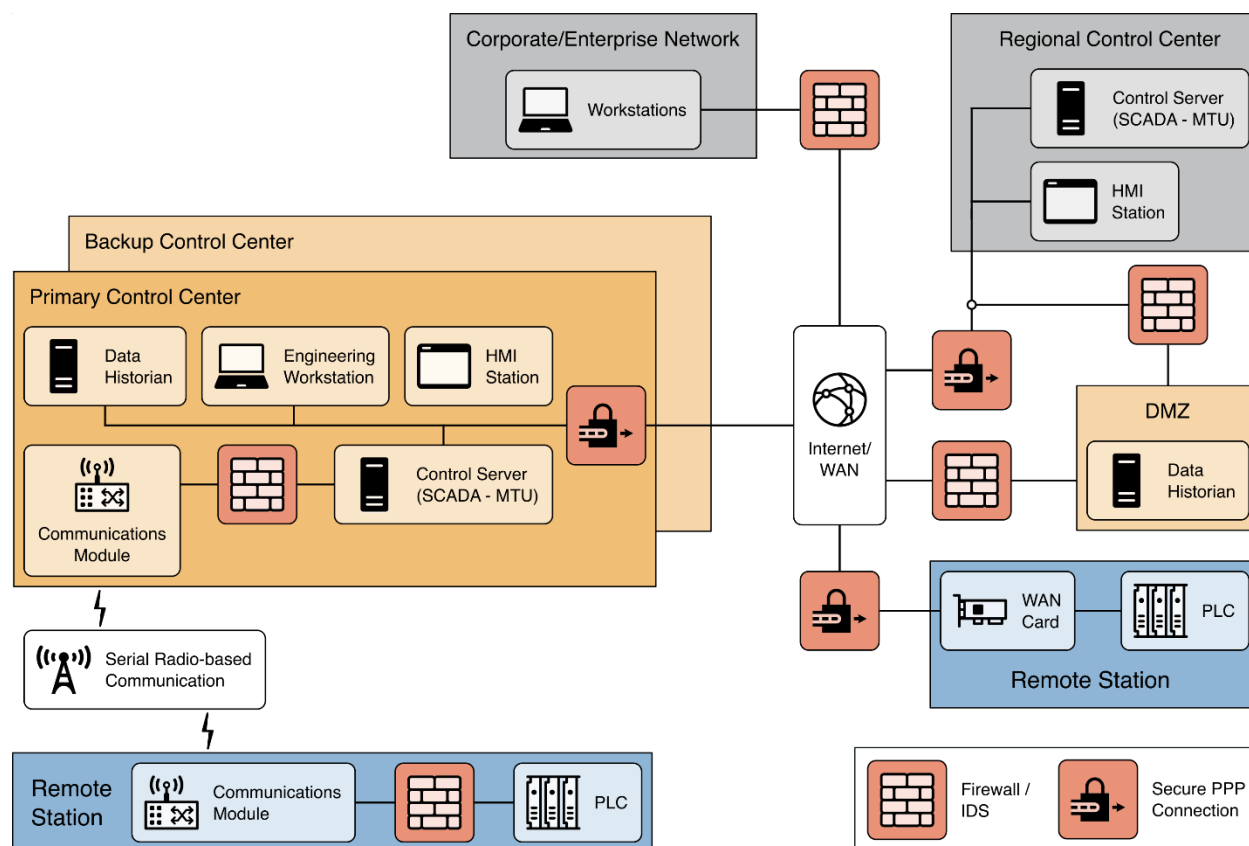 Corporate/Enterprise Network
Workstations
Regional Control Center
Control Server
(SCADA - MTU)
HMI
Station
Backup Control Center
Primary Control Center
Data
Historian
Engineering
Workstation
HMI
Station
Communications
Module
Control Server
(SCADA - MTU)
Internet/
WAN
DMZ
Data
Historian
WAN
Card
PLC
Remote Station
Serial Radio-based
Communication
Remote
Station
Communications
Module
PLC
Firewall /
IDS
Secure PPP
Connection